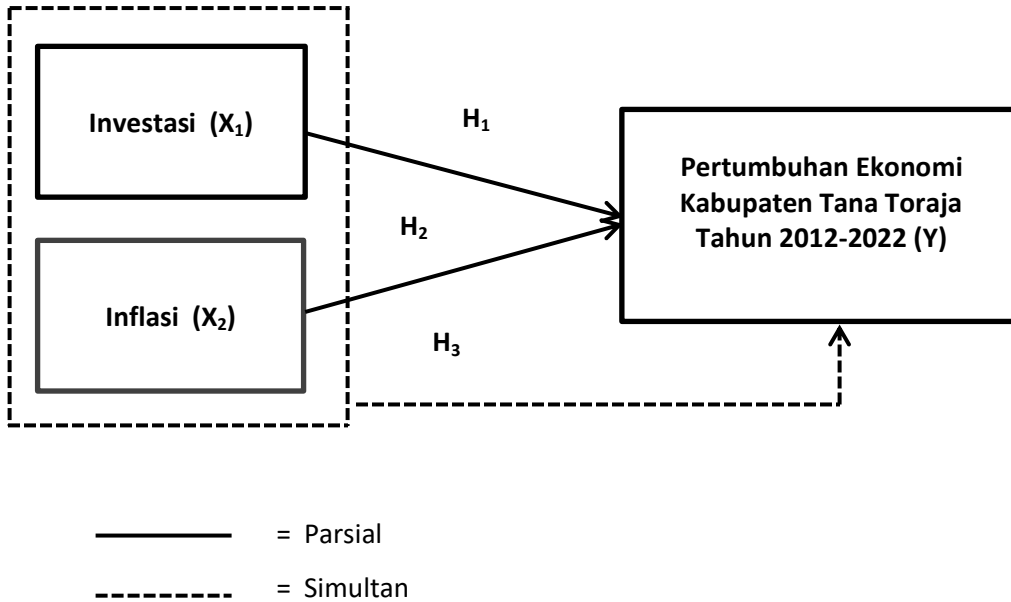 Investasi (X₁)
H₁
Pertumbuhan Ekonomi
Kabupaten Tana Toraja
Tahun 2012-2022 (Y)
H₂
Inflasi (X₂)
H₃
= Parsial
= Simultan